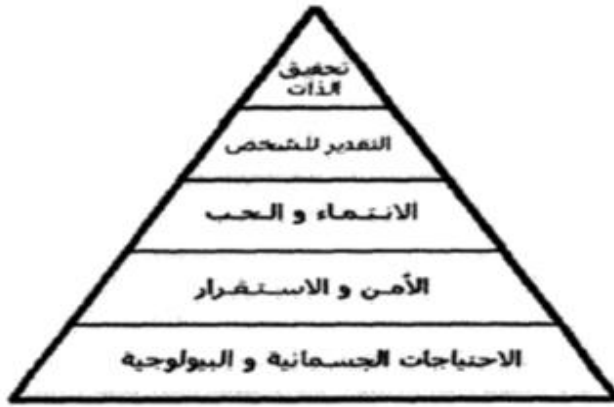 تحقيق
الذات
التقدير للشخص
الانتماء و الحب
الأمن و الاستقرار
الاحتياجات الجسمانية و البيولوجية